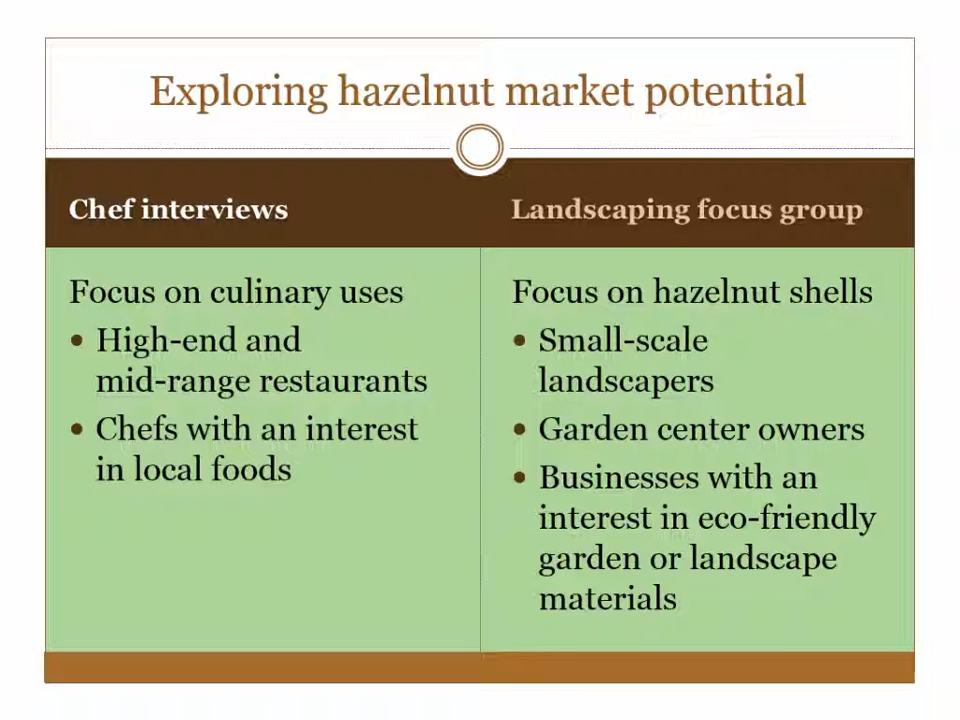 Exploring hazelnut market potential
Chef interviews
Landscaping focus group
Focus on culinary uses
• High-end and
mid-range restaurants
• Chefs with an interest
in local foods
Focus on hazelnut shells
• Small-scale
landscapers
• Garden center owners
• Businesses with an
interest in eco-friendly
garden or landscape
materials